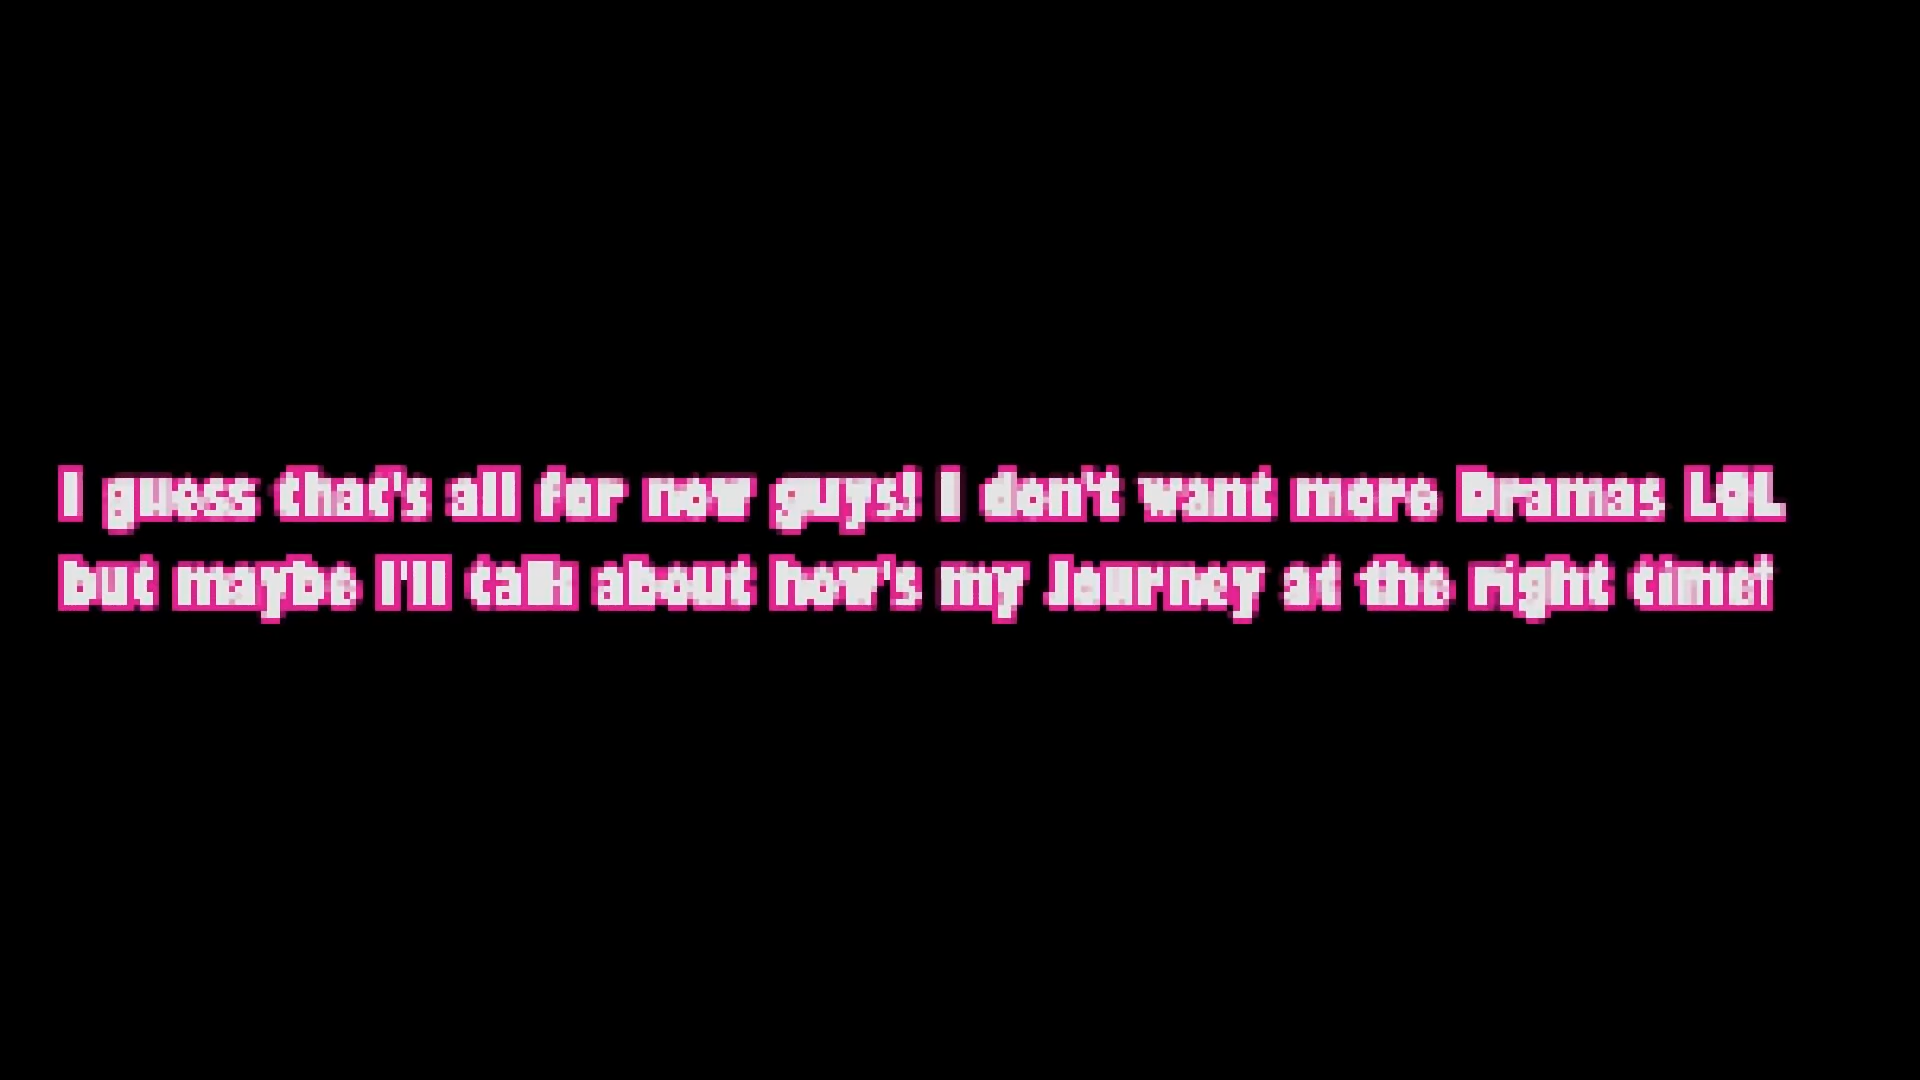 I guess that's all for now guys! I don't want more Dramas LOL
but maybe I'll talk about how's my Journey at the right time!